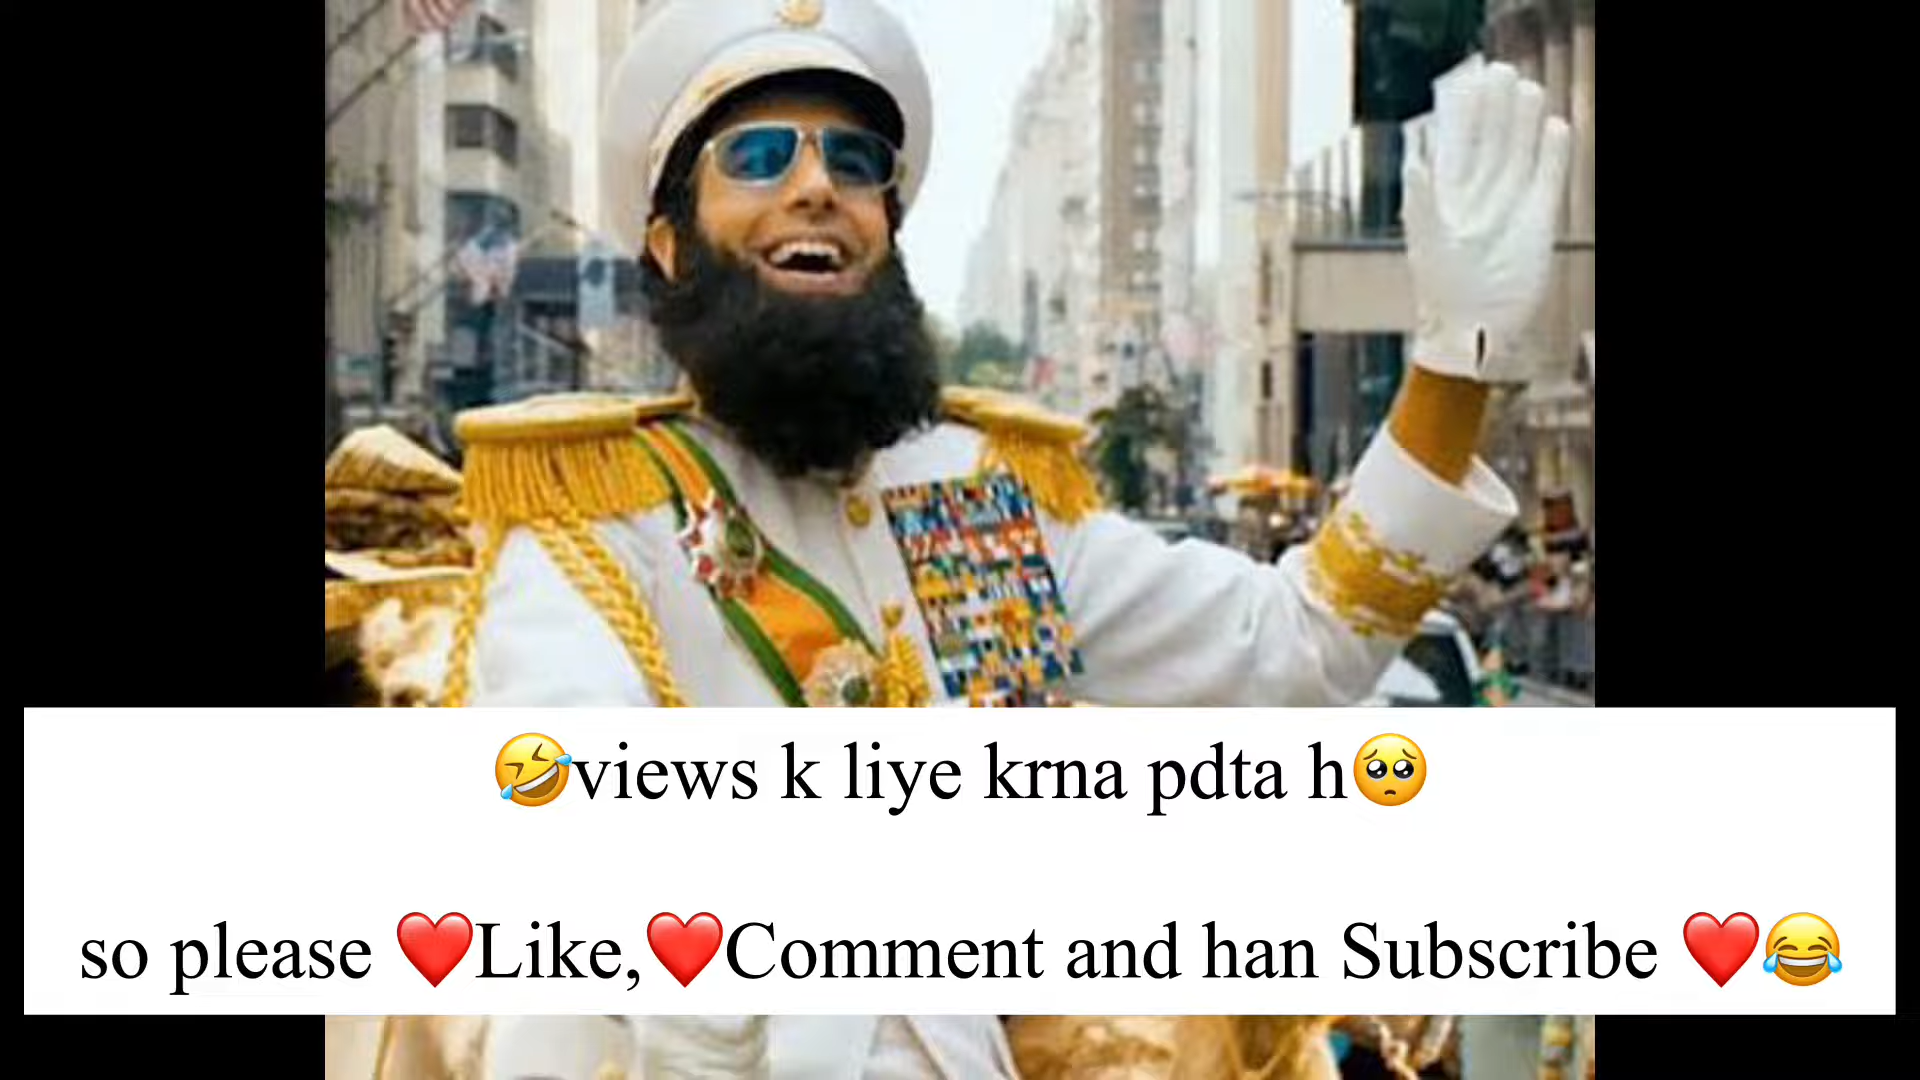 🤣views k liye krna pdta h🥺
so please ❤️Like,❤️Comment and han Subscribe ❤️😂